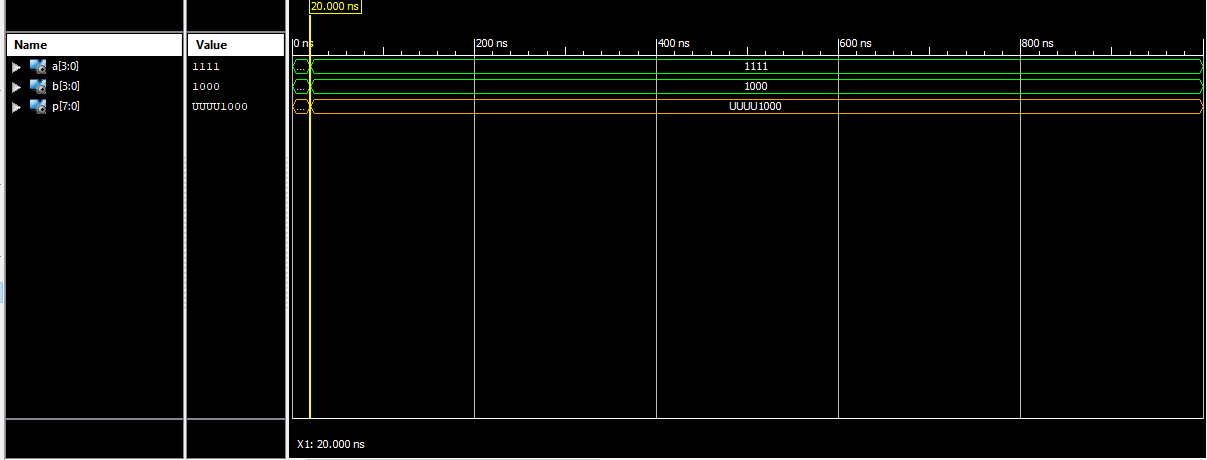 20.000 ns
Name Value 0 ns 200 ns 400 ns 600 ns 800 ns
a[3:0] 1111 ... 1111
b[3:0] 1000 ... 1000
p[7:0] UUUU1000 ... UUUU1000
X1: 20.000 ns